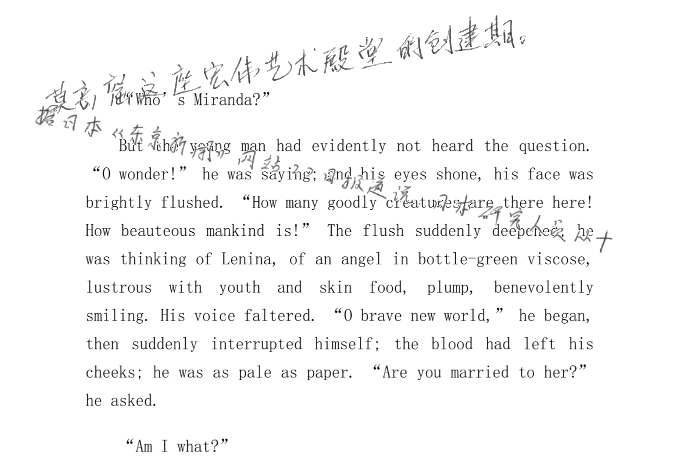 莫高窟这座宏伟艺术殿堂的创建期。
“Who’s Miranda?”
据日本《东京新闻》网站 日报道说 日本研究人员从十
But the young man had evidently not heard the question.
“O wonder!” he was saying; and his eyes shone, his face was
brightly flushed. “How many goodly creatures are there here!
How beauteous mankind is!” The flush suddenly deepened; he
was thinking of Lenina, of an angel in bottle-green viscose,
lustrous with youth and skin food, plump, benevolently
smiling. His voice faltered. “O brave new world,” he began,
then suddenly interrupted himself; the blood had left his
cheeks; he was as pale as paper. “Are you married to her?”
he asked.
“Am I what?”